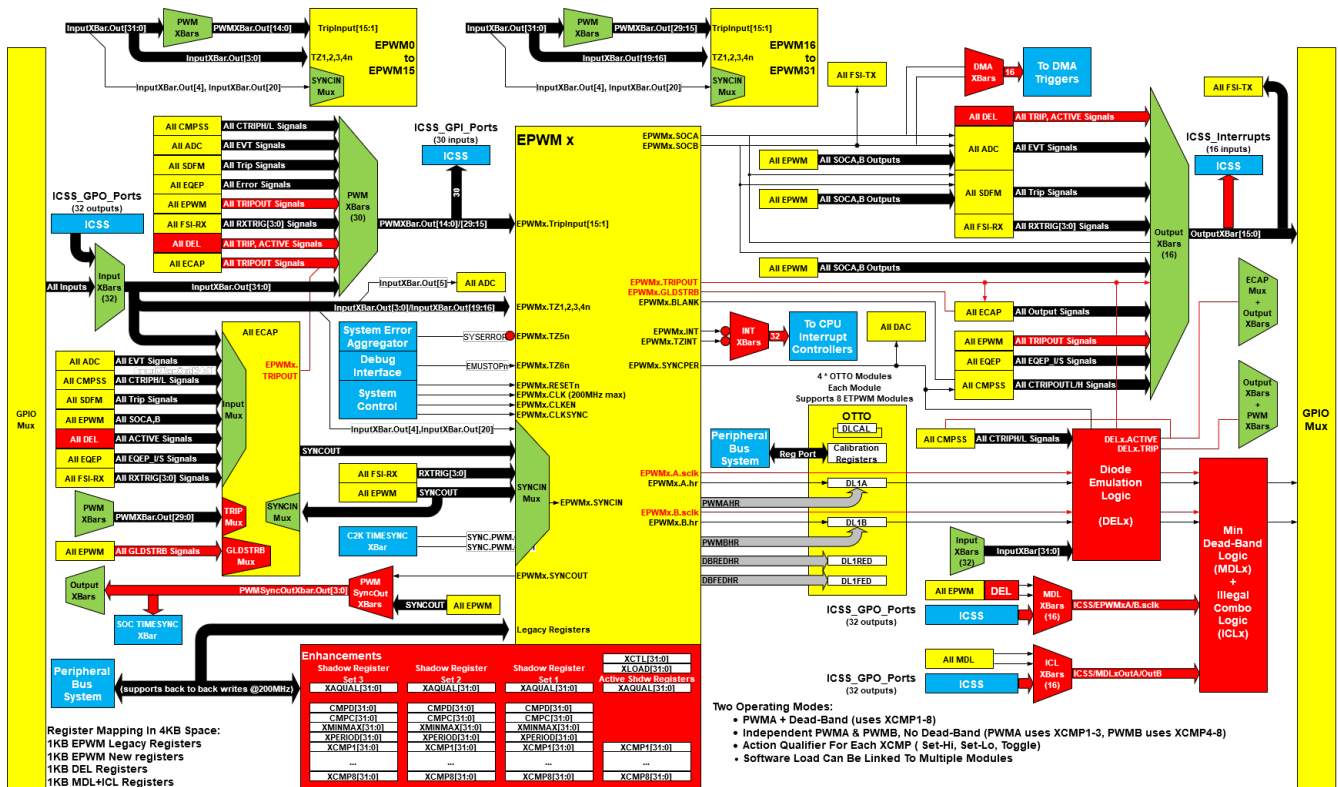 InputXBar.Out[31:0]
PWM
XBars
PWMXBar.Out[14:0]
TripInput[15:1]
EPWM0
to
EPWM15
InputXBar.Out[3:0]
TZ1,2,3,4n
SYNCIN
Mux
InputXBar.Out[4], InputXBar.Out[20]
InputXBar.Out[31:0]
PWM
XBars
PWMXBar.Out[29:15]
TripInput[15:1]
EPWM16
to
EPWM31
InputXBar.Out[19:16]
TZ1,2,3,4n
SYNCIN
Mux
InputXBar.Out[4], InputXBar.Out[20]
GPIO
Mux
ICSS_GPO_Ports
(32 outputs)
ICSS
All Inputs
Input
XBars
(32)
All CMPSS
All CTRIPH/L Signals
All ADC
All EVT Signals
All SDFM
All Trip Signals
All EQEP
All Error Signals
All EPWM
All TRIPOUT Signals
All FSI-RX
All RXTRIG[3:0] Signals
All DEL
All TRIP, ACTIVE Signals
All ECAP
All TRIPOUT Signals
InputXBar.Out[31:0]
PWM
XBars
(30)
ICSS_GPI_Ports
(30 inputs)
ICSS
30
PWMXBar.Out[14:0]/[29:15]
InputXBar.Out[5]
All ADC
InputXBar.Out[3:0]/InputXBar.Out[19:16]
All ECAP
EPWMx.
TRIPOUT
Input
Mux
All ADC
All EVT Signals
All CMPSS
All CTRIPH/L Signals
All SDFM
All Trip Signals
All EPWM
All SOCA,B
All DEL
All ACTIVE Signals
All EQEP
All EQEP_I/S Signals
All FSI-RX
All RXTRIG[3:0] Signals
PWM
XBars
PWMXBar.Out[29:0]
TRIP
Mux
SYNCIN
Mux
All EPWM
All GLDSTRB Signals
GLDSTRB
Mux
System Error
Aggregator
SYSERROR
Debug
Interface
EMUSTOPn
System
Control
InputXBar.Out[4],InputXBar.Out[20]
SYNCOUT
All FSI-RX
RXTRIG[3:0]
All EPWM
SYNCOUT
C2K TIMESYNC
XBar
SYNC.PWM.
SYNC.PWM.
SYNCIN
Mux
EPWMx.SYNCIN
Output
XBars
PWMSyncOutXbar.Out[3:0]
PWM
SyncOut
XBars
EPWMx.SYNCOUT
SYNCOUT
All EPWM
SOC TIMESYNC
XBar
Legacy Registers
Peripheral
Bus
System
(supports back to back writes @200MHz)
Register Mapping In 4KB Space:
1KB EPWM Legacy Registers
1KB EPWM New registers
1KB DEL Registers
1KB MDL+ICL Registers
EPWM x
EPWMx.TripInput[15:1]
EPWMx.TZ1,2,3,4n
EPWMx.TZ5n
EPWMx.TZ6n
EPWMx.RESETn
EPWMx.CLK (200MHz max)
EPWMx.CLKEN
EPWMx.CLKSYNC
EPWMx.SOCA
EPWMx.SOCB
EPWMx.TRIPOUT
EPWMx.GLDSTRB
EPWMx.BLANK
EPWMx.INT
EPWMx.TZINT
EPWMx.SYNCPER
EPWMx.A.sclk
EPWMx.A.hr
PWMAHR
EPWMx.B.sclk
EPWMx.B.hr
PWMBHR
DBREDHR
DBFEDHR
Enhancements
Shadow Register
Set 3
XAQUAL[31:0]
CMPD[31:0]
CMPC[31:0]
XMINMAX[31:0]
XPERIOD[31:0]
XCMP1[31:0]
...
XCMP8[31:0]
Shadow Register
Set 2
XAQUAL[31:0]
CMPD[31:0]
CMPC[31:0]
XMINMAX[31:0]
XPERIOD[31:0]
XCMP1[31:0]
...
XCMP8[31:0]
Shadow Register
Set 1
XAQUAL[31:0]
CMPD[31:0]
CMPC[31:0]
XMINMAX[31:0]
XPERIOD[31:0]
XCMP1[31:0]
...
XCMP8[31:0]
XCTL[31:0]
XLOAD[31:0]
Active Shdw Registers
XAQUAL[31:0]
XCMP1[31:0]
...
XCMP8[31:0]
All FSI-TX
DMA
XBars
16
To DMA
Triggers
All DEL
All TRIP, ACTIVE Signals
All EPWM
All SOCA,B Outputs
All ADC
All EVT Signals
All EPWM
All SOCA,B Outputs
All SDFM
All Trip Signals
All FSI-RX
All RXTRIG[3:0] Signals
All EPWM
All SOCA,B Outputs
All ECAP
All Output Signals
All EPWM
All TRIPOUT Signals
All EQEP
All EQEP_I/S Signals
All CMPSS
All CTRIPOUTL/H Signals
Output
XBars
(16)
All FSI-TX
ICSS_Interrupts
(16 inputs)
ICSS
OutputXBar[15:0]
GPIO
Mux
INT
XBars
32
To CPU
Interrupt
Controllers
All DAC
4 * OTTO Modules
Each Module
Supports 8 ETPWM Modules
OTTO
DLCAL
Calibration
Registers
Peripheral
Bus
System
Reg Port
DL1A
DL1B
DL1RED
DL1FED
ECAP
Mux
+
Output
XBars
Output
XBars
+
PWM
XBars
All CMPSS
All CTRIPH/L Signals
DELx.ACTIVE
DELx.TRIP
Diode
Emulation
Logic
(DELx)
Input
XBars
(32)
InputXBar[31:0]
Min
Dead-Band
Logic
(MDLx)
+
Illegal
Combo
Logic
(ICLx)
All EPWM
DEL
ICSS_GPO_Ports
(32 outputs)
ICSS
MDL
XBars
(16)
ICSS/EPWMxA/B.sclk
All MDL
ICSS_GPO_Ports
(32 outputs)
ICSS
ICL
XBars
(16)
ICSS/MDLxOutA/OutB
Two Operating Modes:
• PWMA + Dead-Band (uses XCMP1-8)
• Independent PWMA & PWMB, No Dead-Band (PWMA uses XCMP1-3, PWMB uses XCMP4-8)
• Action Qualifier For Each XCMP ( Set-Hi, Set-Lo, Toggle)
• Software Load Can Be Linked To Multiple Modules